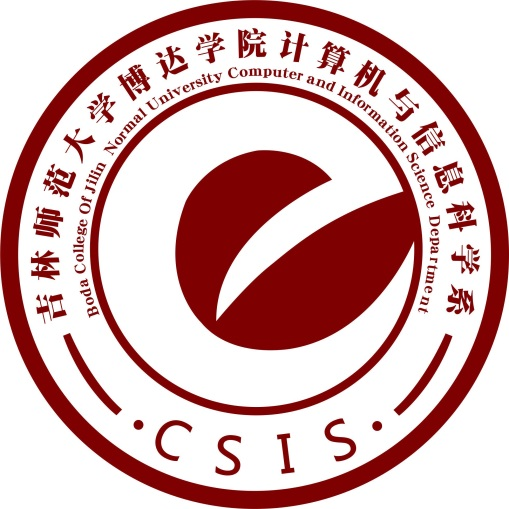 吉林师范大学博达学院计算机与信息科学系
Boda College Of Jilin Normal University Computer and Information Science Department
·CSIS·